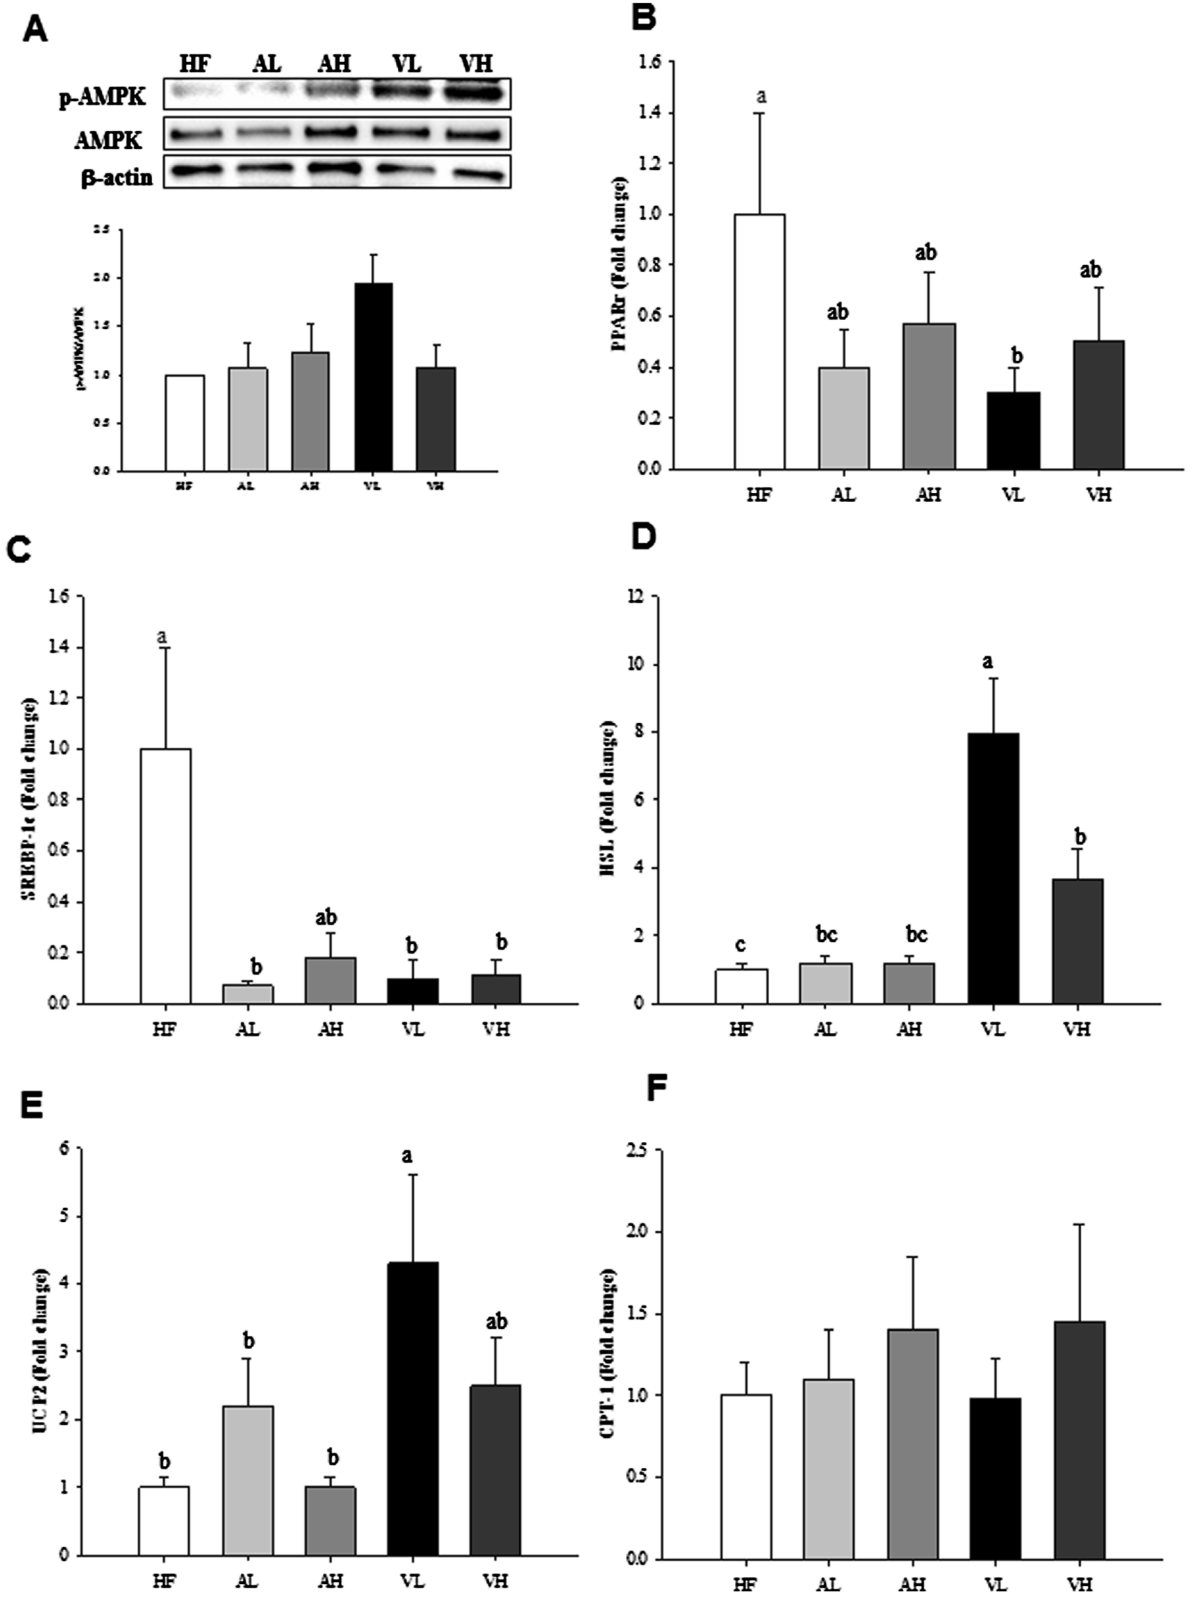 A
HF AL AH VL VH
p-AMPK
AMPK
β-actin
2.5
2.0
1.5
1.0
0.5
0.0
p-AMPK/AMPK
HF AL AH VL VH
B
1.6
1.4
1.2
1.0
0.8
0.6
0.4
0.2
0.0
PPARr (Fold change)
a ab ab b ab
HF AL AH VL VH
C
1.6
1.4
1.2
1.0
0.8
0.6
0.4
0.2
0.0
SREBP-1c (Fold change)
a b ab b b
HF AL AH VL VH
D
12
10
8
6
4
2
0
HSL (Fold change)
c bc bc a b
HF AL AH VL VH
E
6
5
4
3
2
1
0
UCP2 (Fold change)
b b b a ab
HF AL AH VL VH
F
2.5
2.0
1.5
1.0
0.5
0.0
CPT-1 (Fold change)
HF AL AH VL VH